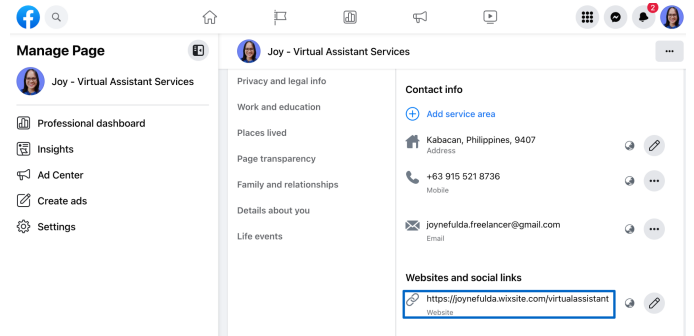 2
Manage Page
Joy - Virtual Assistant Services
Joy - Virtual Assistant Services
Professional dashboard
Insights
Ad Center
Create ads
Settings
Privacy and legal info
Work and education
Places lived
Page transparency
Family and relationships
Details about you
Life events
Contact info
Add service area
Kabacan, Philippines, 9407
Address
+63 915 521 8736
Mobile
joynefulda.freelancer@gmail.com
Email
Websites and social links
https://joynefulda.wixsite.com/virtualassistant
Website